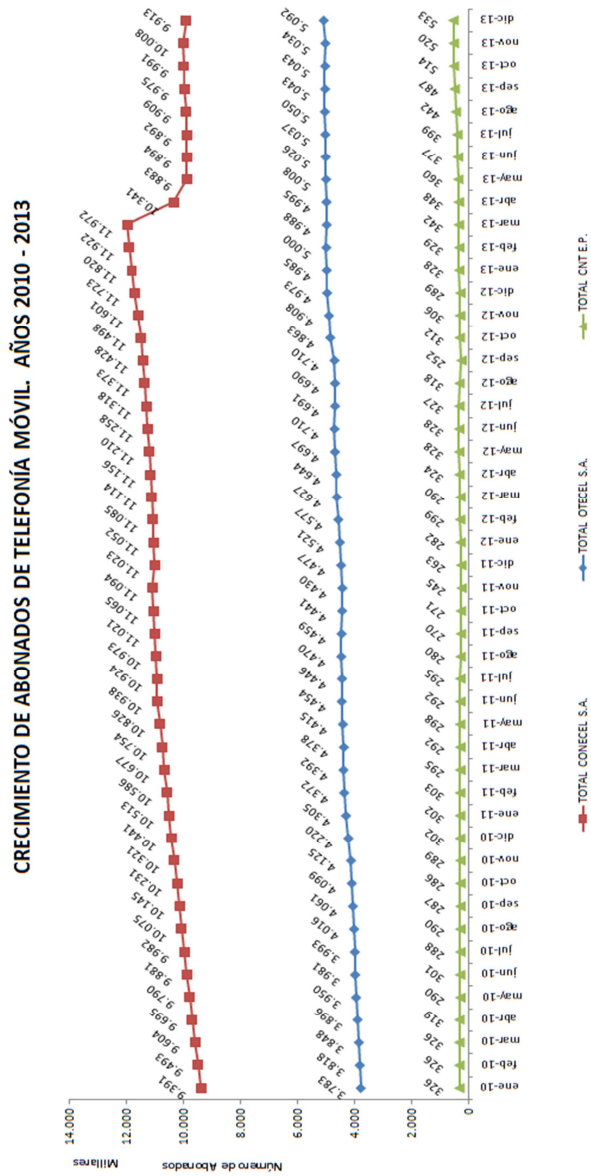 CRECIMIENTO DE ABONADOS DE TELEFONÍA MÓVIL. AÑOS 2010 - 2013
Millares
Número de Abonados
14.000
12.000
10.000
8.000
6.000
4.000
2.000
0
9.391 9.493 9.604 9.695 9.790 9.881 9.982 10.075 10.145 10.231 10.321 10.441 10.513 10.586 10.677 10.754 10.826 10.938 10.924 10.973 11.021 11.065 11.094 11.023 11.052 11.085 11.114 11.156 11.210 11.258 11.318 11.373 11.428 11.498 11.601 11.723 11.820 11.922 11.972 10.341 9.883 9.894 9.892 9.909 9.975 9.991 10.008 9.913
3.783 3.818 3.848 3.896 3.950 3.981 3.993 4.016 4.061 4.099 4.125 4.220 4.305 4.372 4.392 4.378 4.415 4.454 4.446 4.470 4.459 4.441 4.430 4.477 4.521 4.577 4.627 4.644 4.697 4.710 4.691 4.690 4.710 4.863 4.908 4.973 4.985 5.000 4.988 4.995 5.008 5.026 5.037 5.050 5.043 5.043 5.034 5.092
326 326 326 319 290 301 288 290 287 286 289 302 302 303 295 292 298 292 295 280 270 271 245 263 282 299 290 324 328 328 327 318 252 312 306 289 328 329 342 348 360 377 399 442 487 514 520 533
ene-10 feb-10 mar-10 abr-10 may-10 jun-10 jul-10 ago-10 sep-10 oct-10 nov-10 dic-10 ene-11 feb-11 mar-11 abr-11 may-11 jun-11 jul-11 ago-11 sep-11 oct-11 nov-11 dic-11 ene-12 feb-12 mar-12 abr-12 may-12 jun-12 jul-12 ago-12 sep-12 oct-12 nov-12 dic-12 ene-13 feb-13 mar-13 abr-13 may-13 jun-13 jul-13 ago-13 sep-13 oct-13 nov-13 dic-13
TOTAL CONECEL S.A. TOTAL OTECEL S.A. TOTAL CNT E.P.